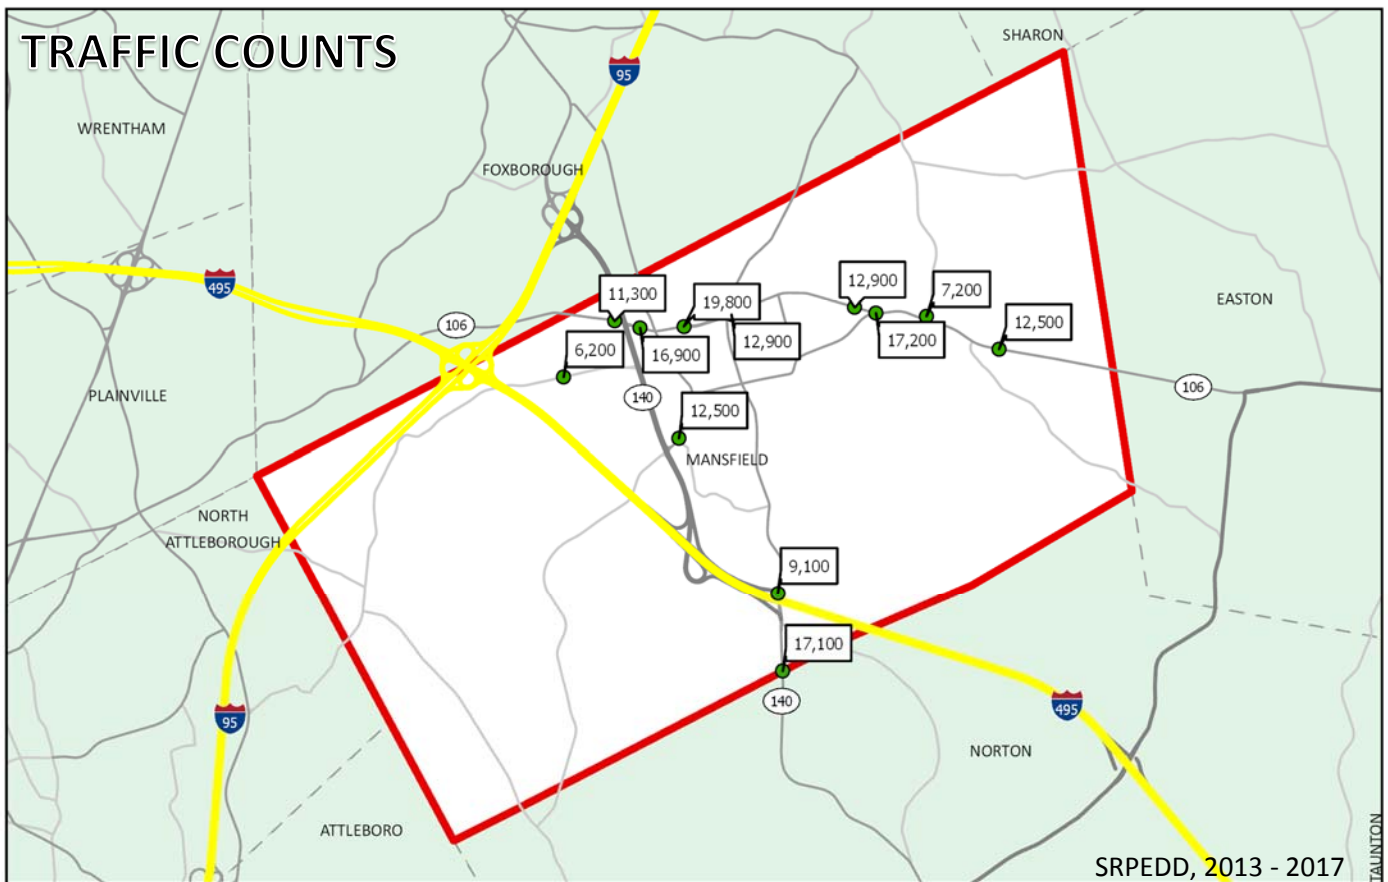 TRAFFIC COUNTS
SHARON
95
WRENTHAM
FOXBOROUGH
495
106
11,300
19,800
12,900
7,200
EASTON
6,200
16,900
12,900
17,200
12,500
PLAINVILLE
140
12,500
106
MANSFIELD
NORTH
ATTLEBOROUGH
9,100
17,100
95
140
495
NORTON
ATTLEBORO
TAUNTON
SRPEDD, 2013 - 2017